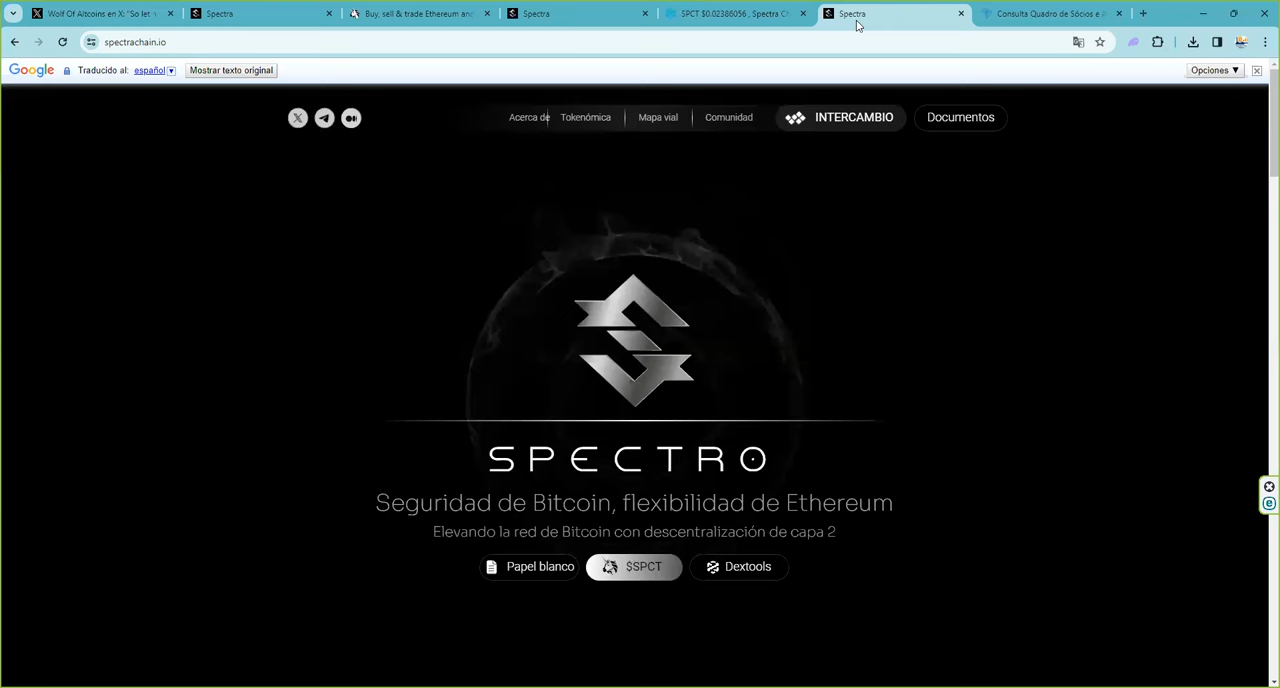 Wolf Of Altcoins en X: "So let
Spectra
Buy, sell & trade Ethereum and
Spectra
SPCT $0.02386056 , Spectra Ch
Spectra
Consulta Quadro de Sócios e
spectrachain.io
Google Traducido al: español Mostrar texto original Opciones ▼
Acerca de Tokenómica Mapa vial Comunidad INTERCAMBIO Documentos
SPECTRO
Seguridad de Bitcoin, flexibilidad de Ethereum
Elevando la red de Bitcoin con descentralización de capa 2
Papel blanco $SPCT Dextools